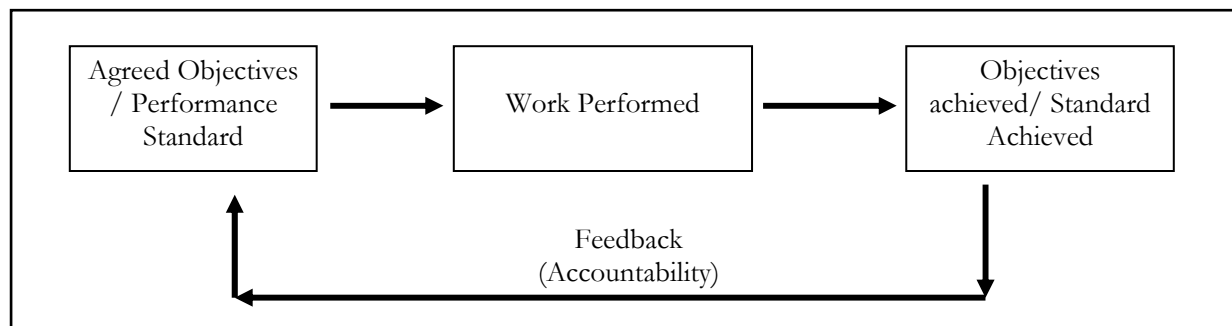 Agreed Objectives
/ Performance
Standard
Work Performed
Objectives
achieved/ Standard
Achieved
Feedback
(Accountability)